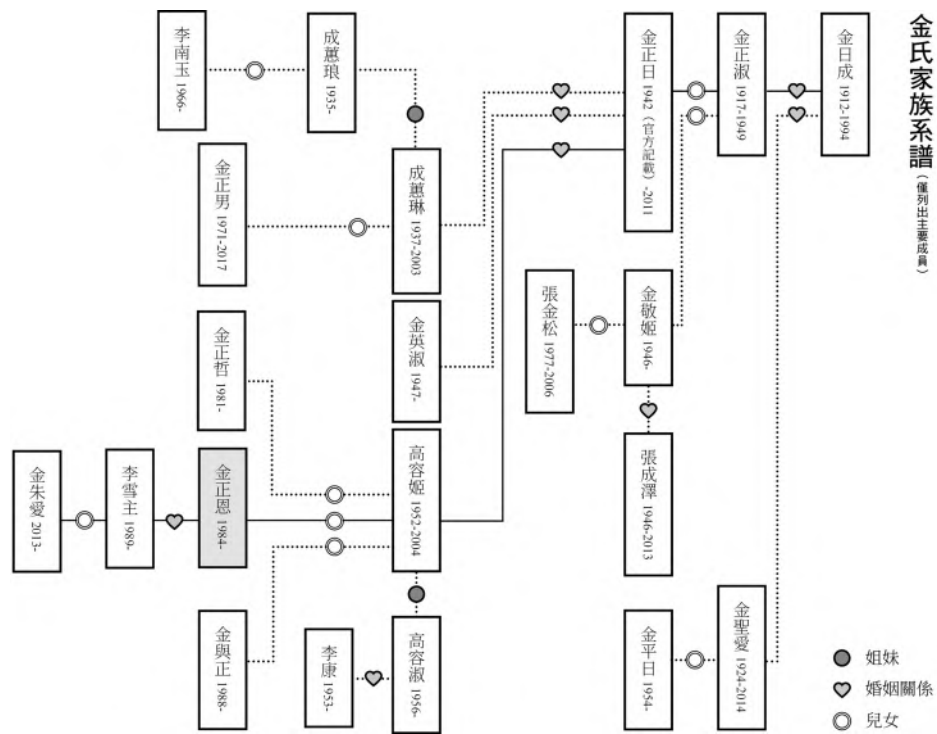 金氏家族系譜(僅列出主要成員)
金日成 1912-1994
金正淑 1917-1949
金聖愛 1924-2014
金正日 1942(官方記載)-2011
金敬姬 1946-
張成澤 1946-2013
金平日 1954-
張金松 1977-2006
成蕙琳 1937-2003
金英淑 1947-
高容姬 1952-2004
高容淑 1956-
成蕙琅 1935-
李康 1953-
李南玉 1966-
金正男 1971-2017
金正哲 1981-
金正恩 1984-
金與正 1988-
李雪主 1989-
金朱愛 2013-
姐妹
婚姻關係
兒女